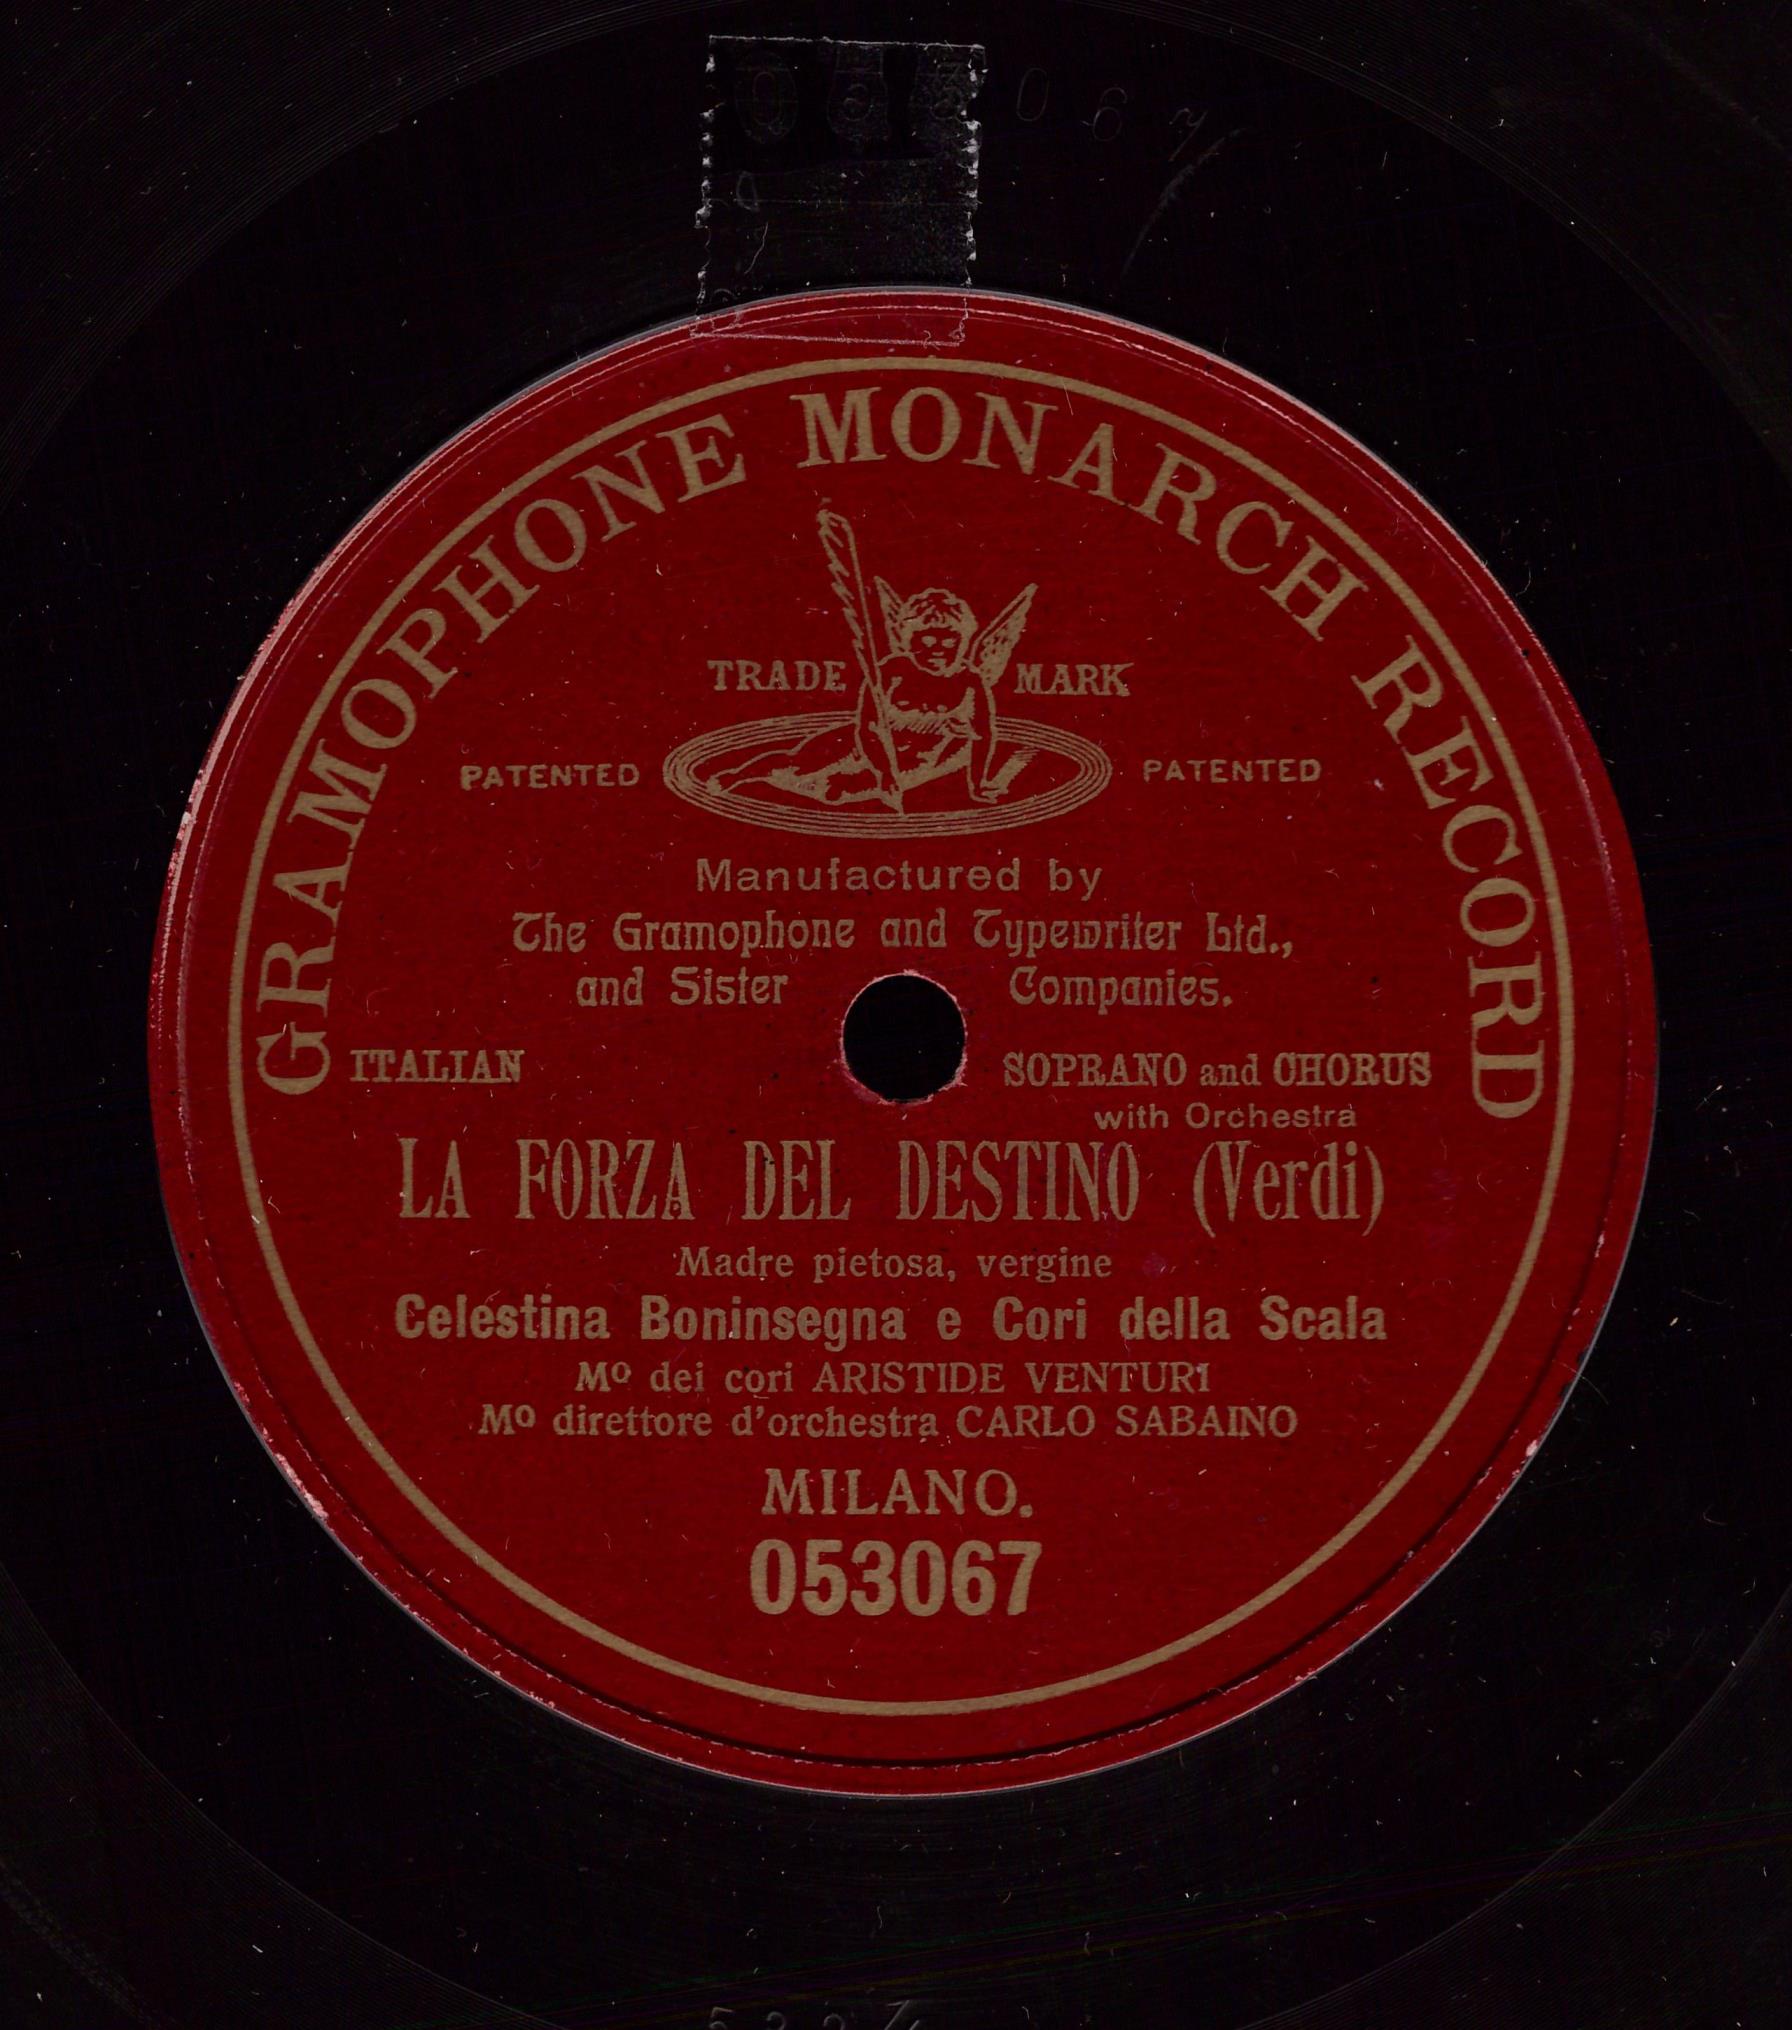 053067
GRAMOPHONE MONARCH RECORD
TRADE MARK
PATENTED PATENTED
Manufactured by
The Gramophone and Typewriter Ltd.,
and Sister Companies.
ITALIAN SOPRANO and CHORUS
with Orchestra
LA FORZA DEL DESTINO (Verdi)
Madre pietosa, vergine
Celestina Boninsegna e Cori della Scala
Mº dei cori ARISTIDE VENTURI
Mº direttore d'orchestra CARLO SABAINO
MILANO.
053067